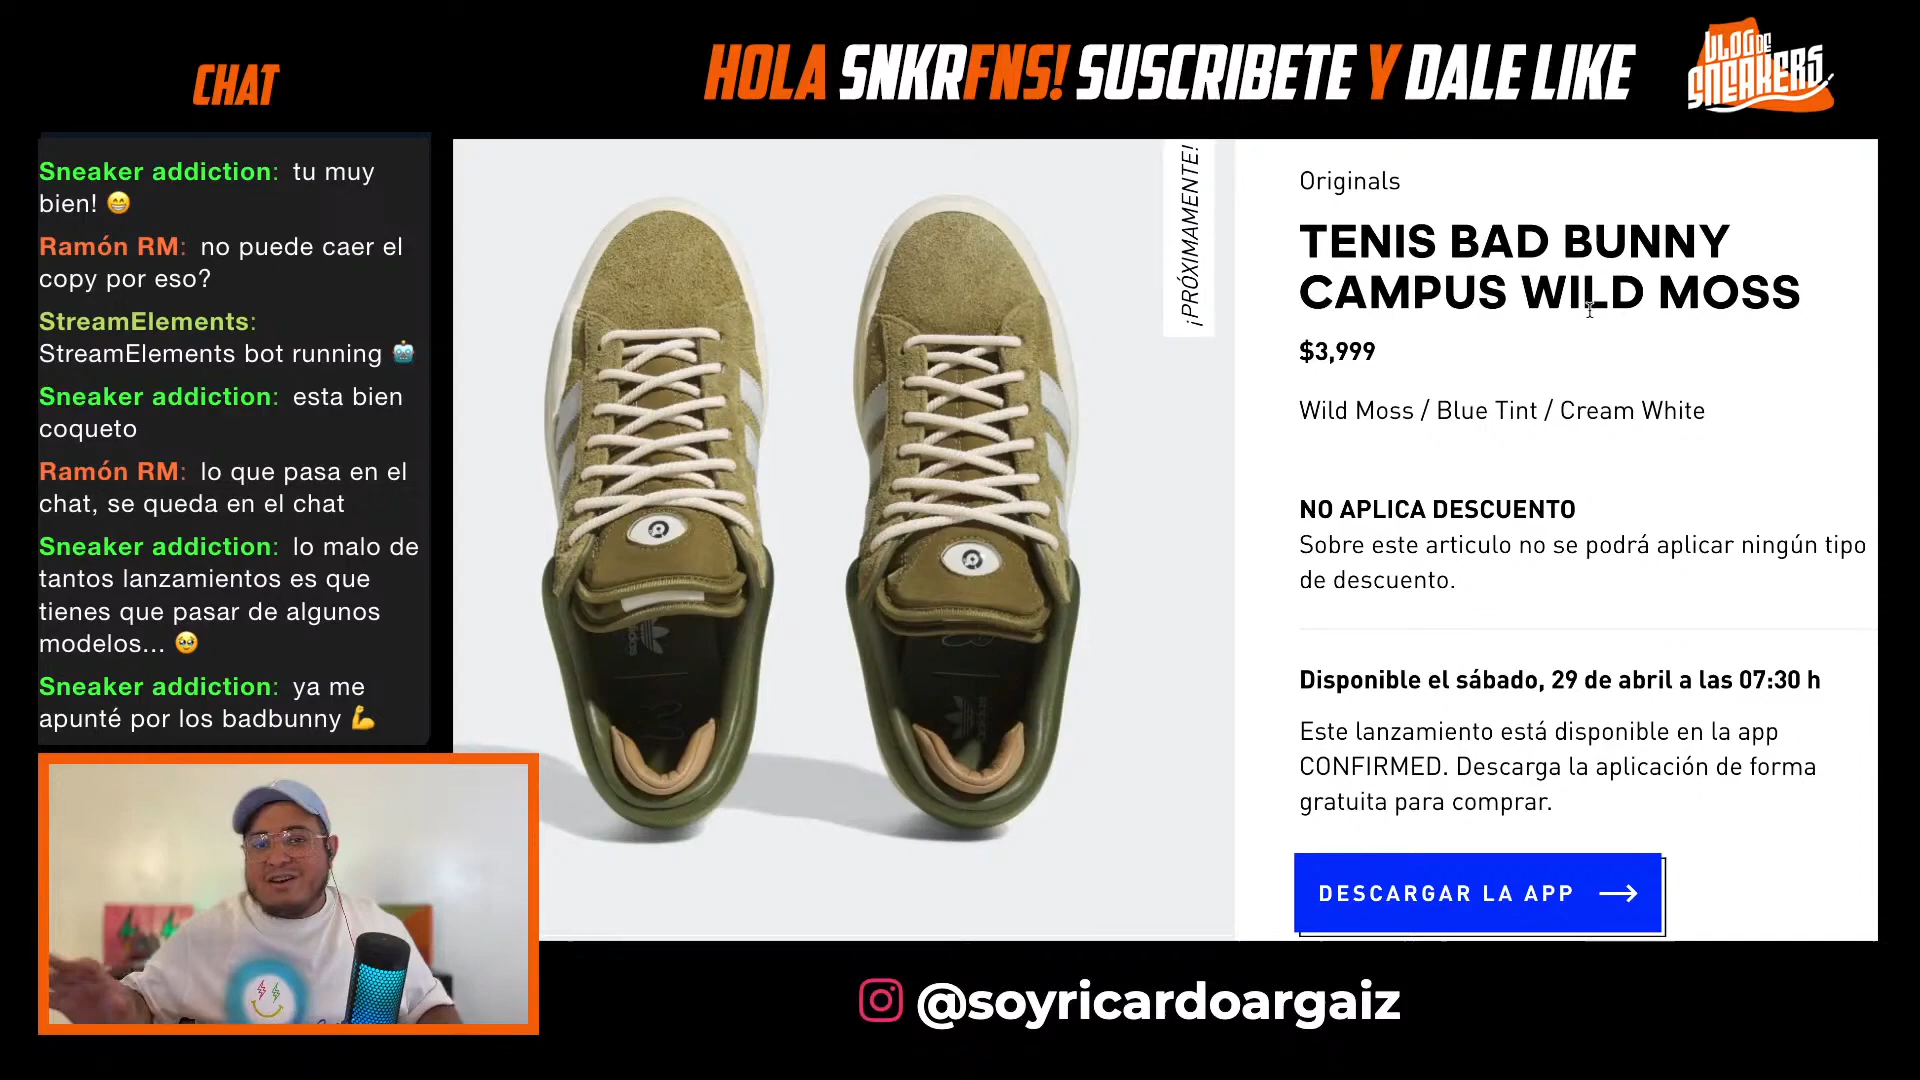 CHAT
HOLA SNKRFNS! SUSCRIBETE Y DALE LIKE
VLOG DE
SNEAKERS
Sneaker addiction: tu muy
bien! 😁
Ramón RM: no puede caer el
copy por eso?
StreamElements:
StreamElements bot running 🤖
Sneaker addiction: esta bien
coqueto
Ramón RM: lo que pasa en el
chat, se queda en el chat
Sneaker addiction: lo malo de
tantos lanzamientos es que
tienes que pasar de algunos
modelos... 🥹
Sneaker addiction: ya me
apunté por los badbunny 💪
¡PRÓXIMAMENTE!
adidas
Originals
TENIS BAD BUNNY
CAMPUS WILD MOSS
$3,999
Wild Moss / Blue Tint / Cream White
NO APLICA DESCUENTO
Sobre este articulo no se podrá aplicar ningún tipo
de descuento.
Disponible el sábado, 29 de abril a las 07:30 h
Este lanzamiento está disponible en la app
CONFIRMED. Descarga la aplicación de forma
gratuita para comprar.
DESCARGAR LA APP
@soyricardoargaiz